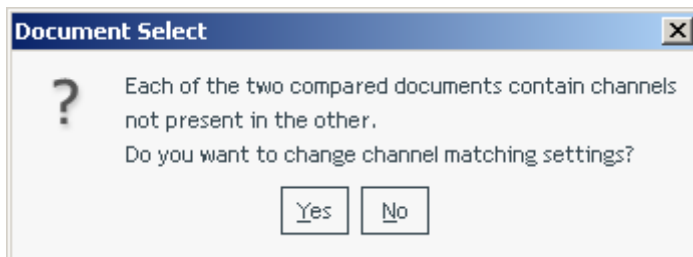 Document Select
Each of the two compared documents contain channels
not present in the other.
Do you want to change channel matching settings?
Yes No